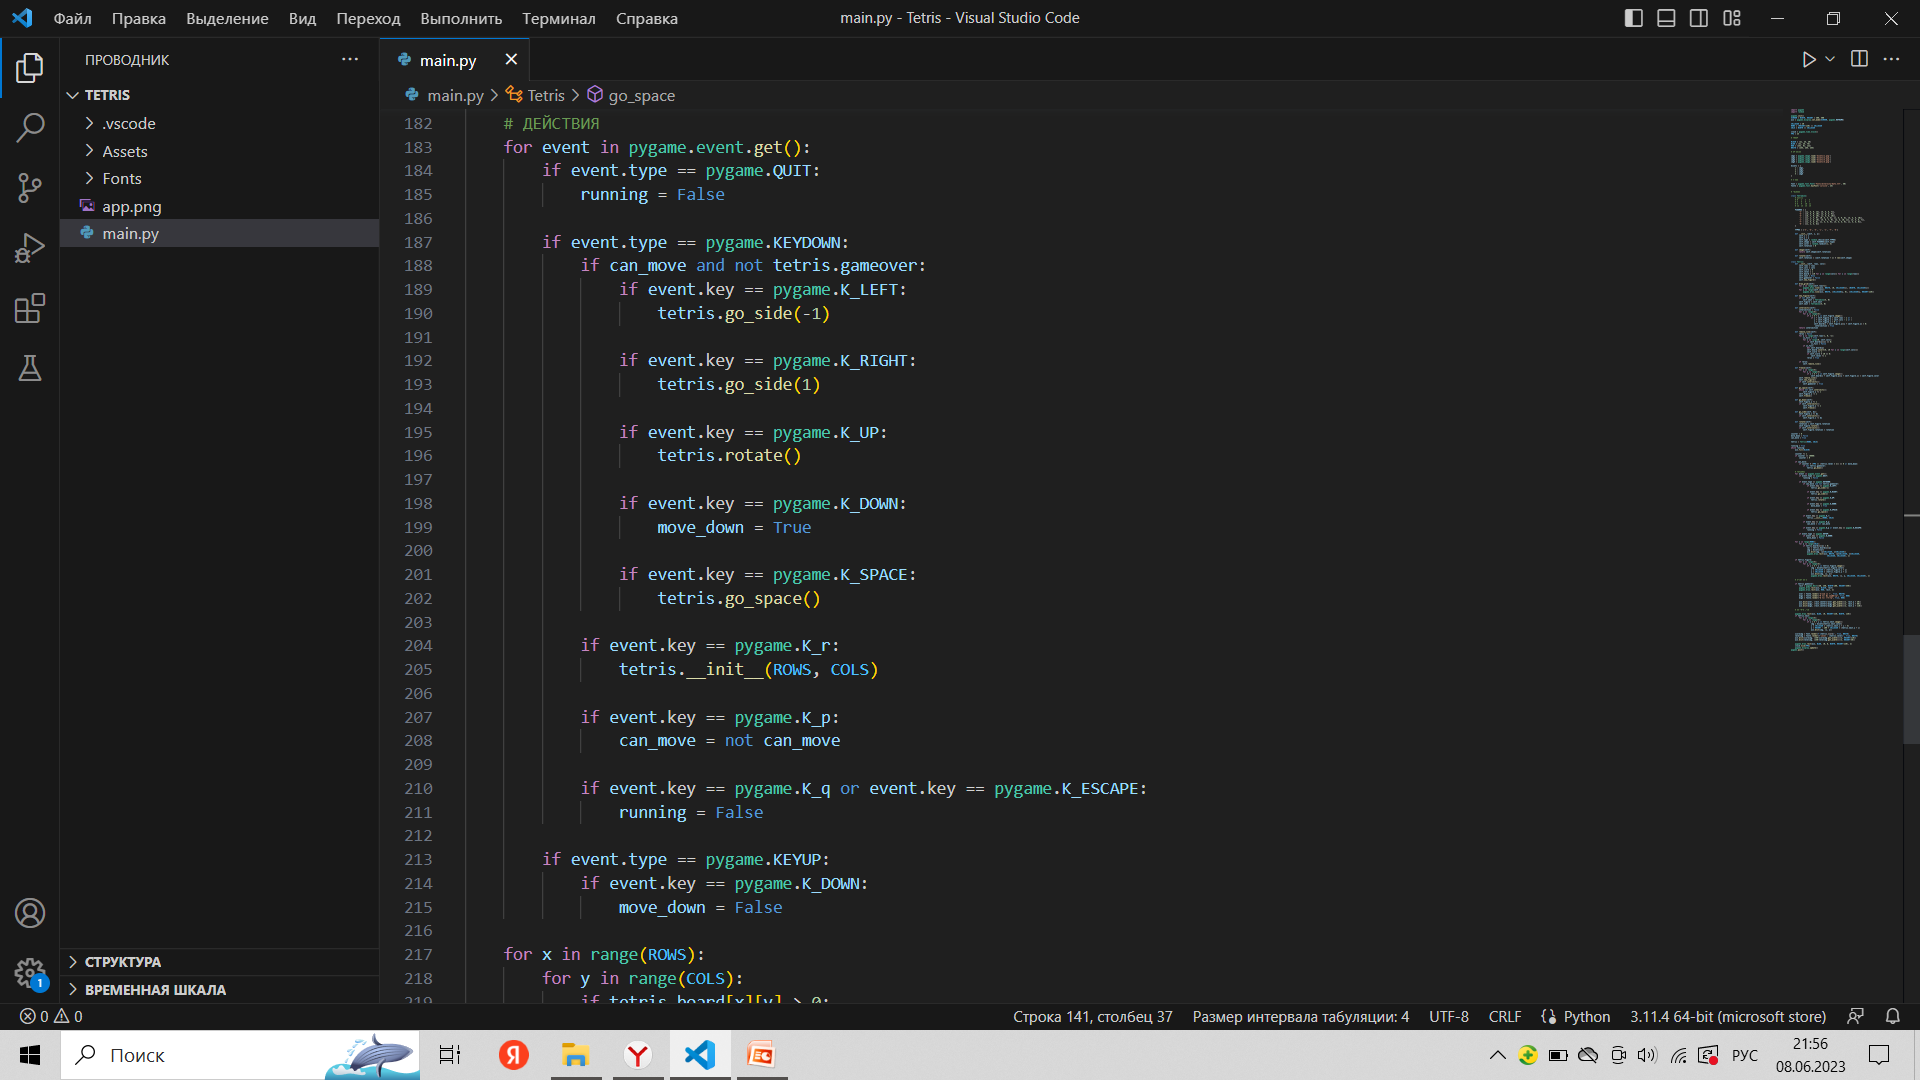 Файл Правка Выделение Вид Переход Выполнить Терминал Справка
main.py - Tetris - Visual Studio Code
ПРОВОДНИК
main.py
TETRIS
main.py > Tetris > go_space
.vscode
Assets
Fonts
app.png
main.py
182 # ДЕЙСТВИЯ
183 for event in pygame.event.get():
184 if event.type == pygame.QUIT:
185 running = False
186
187 if event.type == pygame.KEYDOWN:
188 if can_move and not tetris.gameover:
189 if event.key == pygame.K_LEFT:
190 tetris.go_side(-1)
191
192 if event.key == pygame.K_RIGHT:
193 tetris.go_side(1)
194
195 if event.key == pygame.K_UP:
196 tetris.rotate()
197
198 if event.key == pygame.K_DOWN:
199 move_down = True
200
201 if event.key == pygame.K_SPACE:
202 tetris.go_space()
203
204 if event.key == pygame.K_r:
205 tetris.__init__(ROWS, COLS)
206
207 if event.key == pygame.K_p:
208 can_move = not can_move
209
210 if event.key == pygame.K_q or event.key == pygame.K_ESCAPE:
211 running = False
212
213 if event.type == pygame.KEYUP:
214 if event.key == pygame.K_DOWN:
215 move_down = False
216
217 for x in range(ROWS):
218 for y in range(COLS):
219 if tetris.board[x][y] > 0:
СТРУКТУРА
ВРЕМЕННАЯ ШКАЛА
1
0 0
Строка 141, столбец 37 Размер интервала табуляции: 4 UTF-8 CRLF Python 3.11.4 64-bit (microsoft store)
Поиск
Я
Y
РУС
21:56
08.06.2023